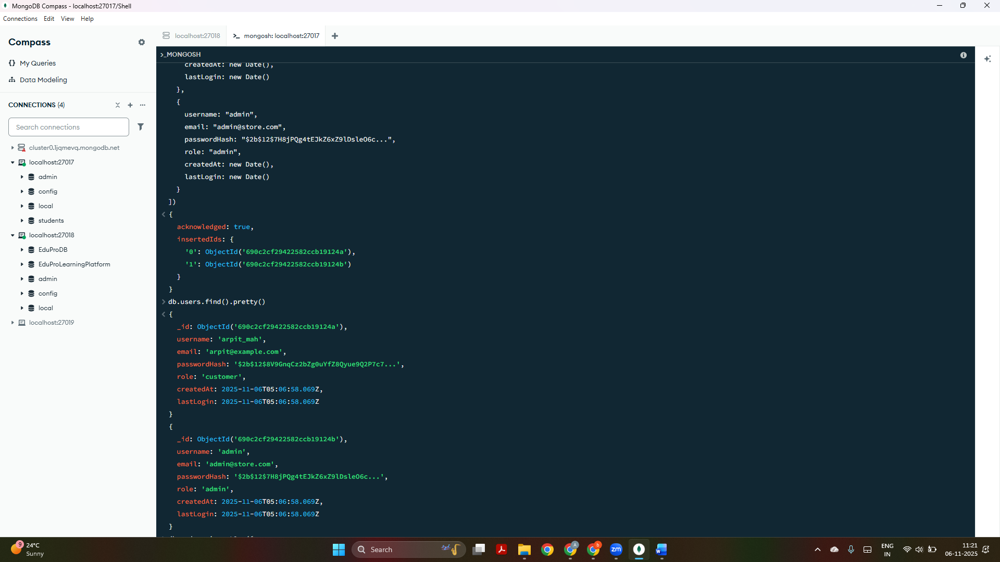 MongoDB Compass - localhost:27017/Shell
Connections Edit View Help
Compass
My Queries
Data Modeling
CONNECTIONS (4)
Search connections
cluster0.1jqmevq.mongodb.net
localhost:27017
admin
config
local
students
localhost:27018
EduProDB
EduProLearningPlatform
admin
config
local
localhost:27019
localhost:27018
>_ mongosh: localhost:27017
>_MONGOSH
createdAt: new Date(),
lastLogin: new Date()
},
{
username: "admin",
email: "admin@store.com",
passwordHash: "$2b$12$7H8jPQg4tEJkZ6xZ9lDsleO6c...",
role: "admin",
createdAt: new Date(),
lastLogin: new Date()
}
])
< {
acknowledged: true,
insertedIds: {
'0': ObjectId('690c2cf29422582ccb19124a'),
'1': ObjectId('690c2cf29422582ccb19124b')
}
}
> db.users.find().pretty()
< {
_id: ObjectId('690c2cf29422582ccb19124a'),
username: 'arpit_mah',
email: 'arpit@example.com',
passwordHash: '$2b$12$8V9GnqCz2bZg0uYfZ8Qyue9Q2P7c7...',
role: 'customer',
createdAt: 2025-11-06T05:06:58.069Z,
lastLogin: 2025-11-06T05:06:58.069Z
}
{
_id: ObjectId('690c2cf29422582ccb19124b'),
username: 'admin',
email: 'admin@store.com',
passwordHash: '$2b$12$7H8jPQg4tEJkZ6xZ9lDsleO6c...',
role: 'admin',
createdAt: 2025-11-06T05:06:58.069Z,
lastLogin: 2025-11-06T05:06:58.069Z
}
9
24°C
Sunny
Search
A
b
zm
ENG
IN
11:21
06-11-2025